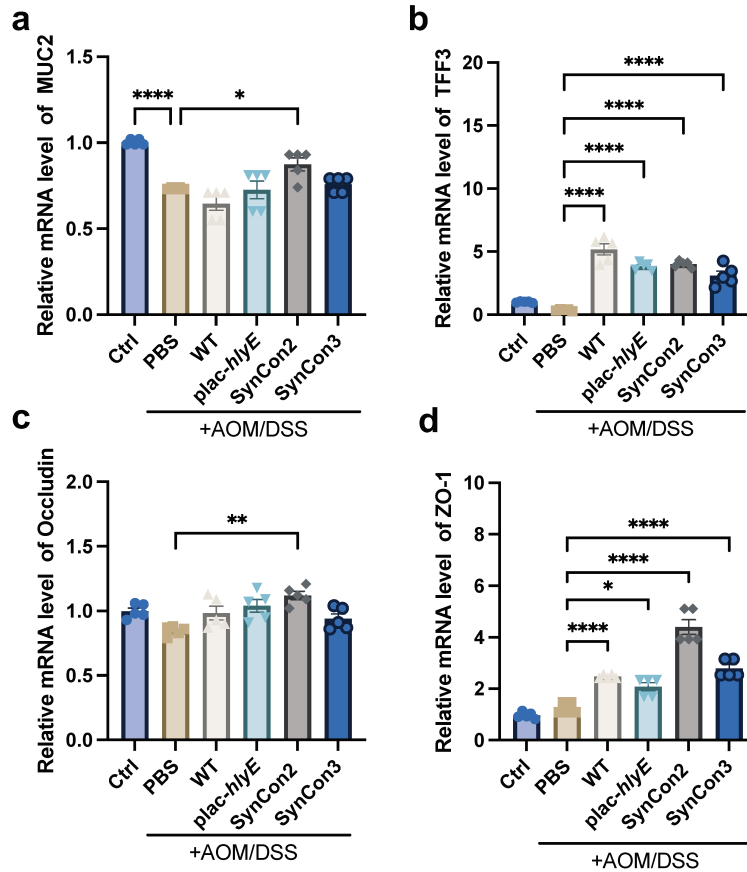 a
Relative mRNA level of MUC2
1.5
1.0
0.5
0.0
****
*
Ctrl
PBS
WT
plac-hlyE
SynCon2
SynCon3
+AOM/DSS
b
Relative mRNA level of TFF3
20
15
10
5
0
****
****
****
****
Ctrl
PBS
WT
plac-hlyE
SynCon2
SynCon3
+AOM/DSS
c
Relative mRNA level of Occludin
2.0
1.5
1.0
0.5
0.0
**
Ctrl
PBS
WT
plac-hlyE
SynCon2
SynCon3
+AOM/DSS
d
Relative mRNA level of ZO-1
10
8
6
4
2
0
****
****
*
****
Ctrl
PBS
WT
plac-hlyE
SynCon2
SynCon3
+AOM/DSS